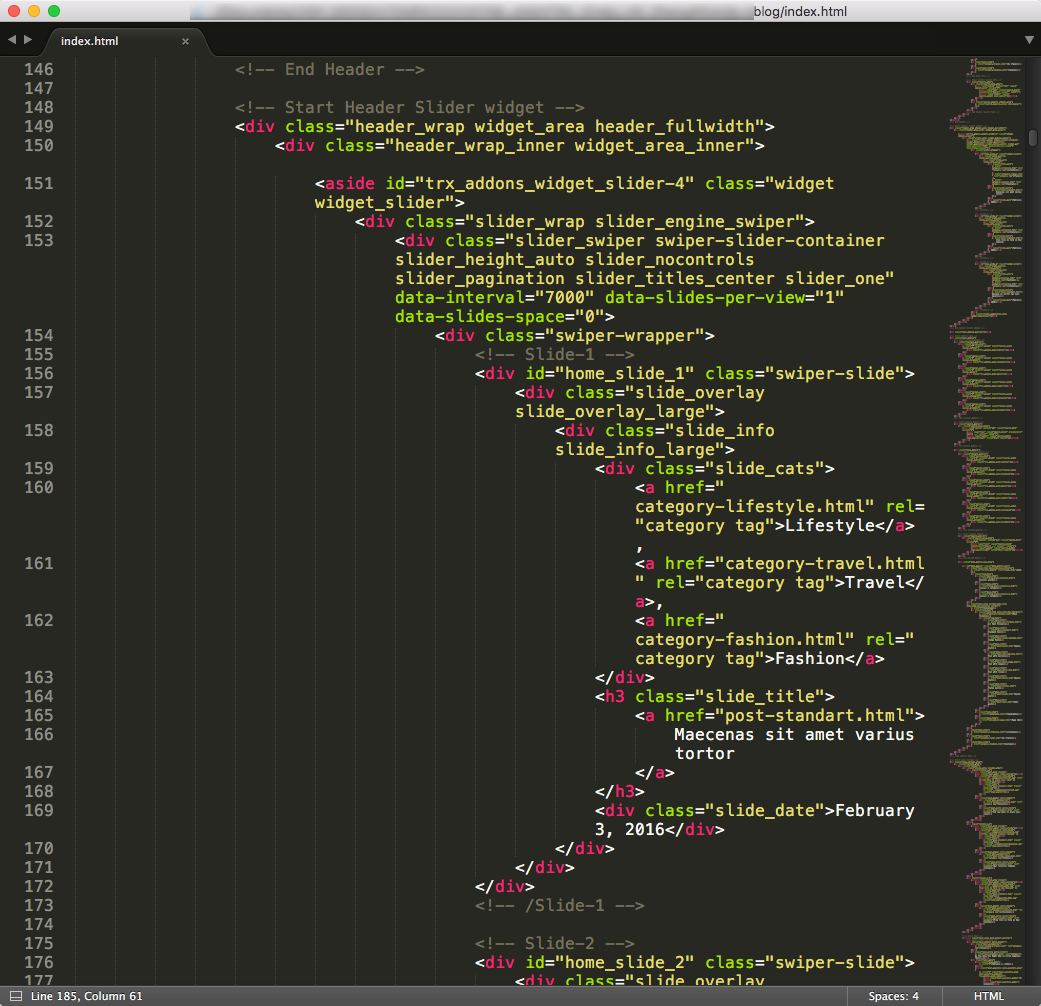 blog/index.html
index.html ×
146 <!-- End Header -->
147
148 <!-- Start Header Slider widget -->
149 <div class="header_wrap widget_area header_fullwidth">
150 <div class="header_wrap_inner widget_area_inner">
151 <aside id="trx_addons_widget_slider-4" class="widget
widget_slider">
152 <div class="slider_wrap slider_engine_swiper">
153 <div class="slider_swiper swiper-slider-container
slider_height_auto slider_nocontrols
slider_pagination slider_titles_center slider_one"
data-interval="7000" data-slides-per-view="1"
data-slides-space="0">
154 <div class="swiper-wrapper">
155 <!-- Slide-1 -->
156 <div id="home_slide_1" class="swiper-slide">
157 <div class="slide_overlay
slide_overlay_large">
158 <div class="slide_info
slide_info_large">
159 <div class="slide_cats">
160 <a href="
category-lifestyle.html" rel=
"category tag">Lifestyle</a>
,
161 <a href="category-travel.html
" rel="category tag">Travel</
a>,
162 <a href="
category-fashion.html" rel="
category tag">Fashion</a>
163 </div>
164 <h3 class="slide_title">
165 <a href="post-standart.html">
166 Maecenas sit amet varius
tortor
167 </a>
168 </h3>
169 <div class="slide_date">February
3, 2016</div>
170 </div>
171 </div>
172 </div>
173 <!-- /Slide-1 -->
174
175 <!-- Slide-2 -->
176 <div id="home_slide_2" class="swiper-slide">
177 <div class="slide_overlay
Line 185, Column 61 Spaces: 4 HTML